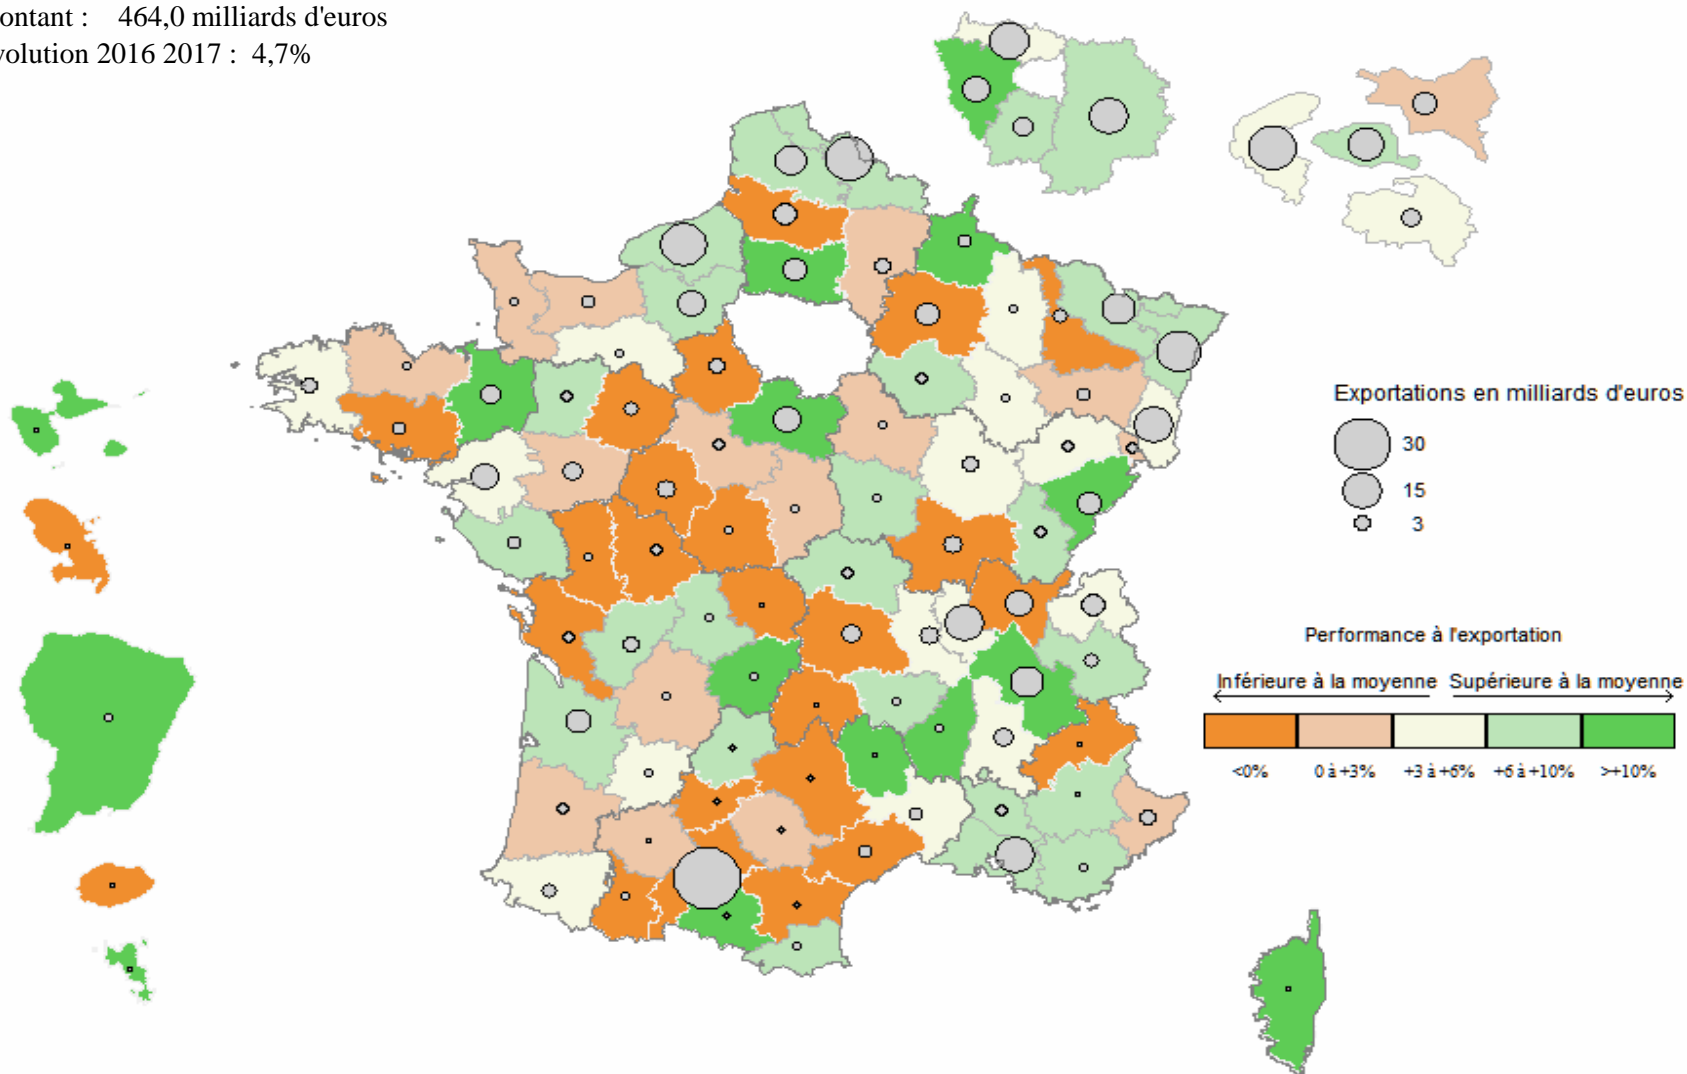 ontant : 464,0 milliards d'euros
volution 2016 2017 : 4,7%
Exportations en milliards d'euros
30
15
3
Performance à l'exportation
Inférieure à la moyenne Supérieure à la moyenne
<0% 0 à +3% +3 à +6% +6 à +10% >+10%